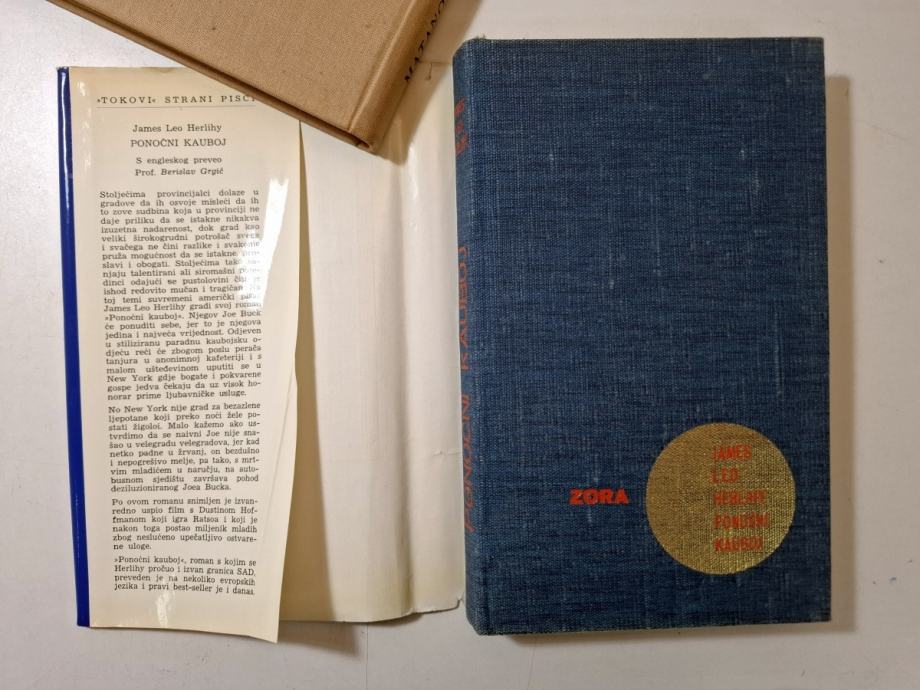 »TOKOVI« STRANI PISCI
James Leo Herlihy
PONOĆNI KAUBOJ
S engleskog preveo
Prof. Berislav Grgić
Stoljećima provincijalci dolaze u
gradove da ih osvoje misleći da ih
to zove sudbina koja u provinciji ne
daje priliku da se istakne nikakva
izuzetna nadarenost, dok grad kao
veliki širokogrudni potrošač svega
i svačega ne čini razlike i svakome
pruža mogućnost da se istakne, pro-
slavi i obogati. Stoljećima tako sa-
njaju talentirani ali siromašni poje-
dinci odajući se pustolovini čiji je
ishod redovito mučan i tragičan. Na
toj temi suvremeni američki pisac
James Leo Herlihy gradi svoj roman
»Ponoćni kauboj«. Njegov Joe Buck
će ponuditi sebe, jer to je njegova
jedina i najveća vrijednost. Odjeven
u stiliziranu paradnu kaubojsku o-
djeću reći će zbogom poslu perača
tanjura u anonimnoj kafeteriji i s
malom ušteđevinom uputiti se u
New York gdje bogate i pokvarene
gospe jedva čekaju da uz visok ho-
norar prime ljubavničke usluge.
No New York nije grad za bezazlene
ljepotane koji preko noći žele po-
stati žigoloi. Malo kažemo ako us-
tvrdimo da se naivni Joe nije sna-
šao u velegradu velegradova, jer kad
netko padne u žrvanj, on bezdušno
i nepogrešivo melje, pa tako, s mrt-
vim mladićem u naručju, na auto-
busnom sjedištu završava pohod
deziluzioniranog Joea Bucka.
Po ovom romanu snimljen je izvan-
redno uspio film s Dustinom Hof-
fmanom koji igra Ratsoa i koji je
nakon toga postao miljenik mladih
zbog neslućeno upečatljivo ostvare-
ne uloge.
»Ponoćni kauboj«, roman s kojim se
Herlihy pročuo i izvan granica SAD,
preveden je na nekoliko evropskih
jezika i pravi best-seller je i danas.
MATANO
PONOĆNI KAUBOJ
ZORA
JAMES
LEO
HERLIHY
PONOĆNI
KAUBOJ